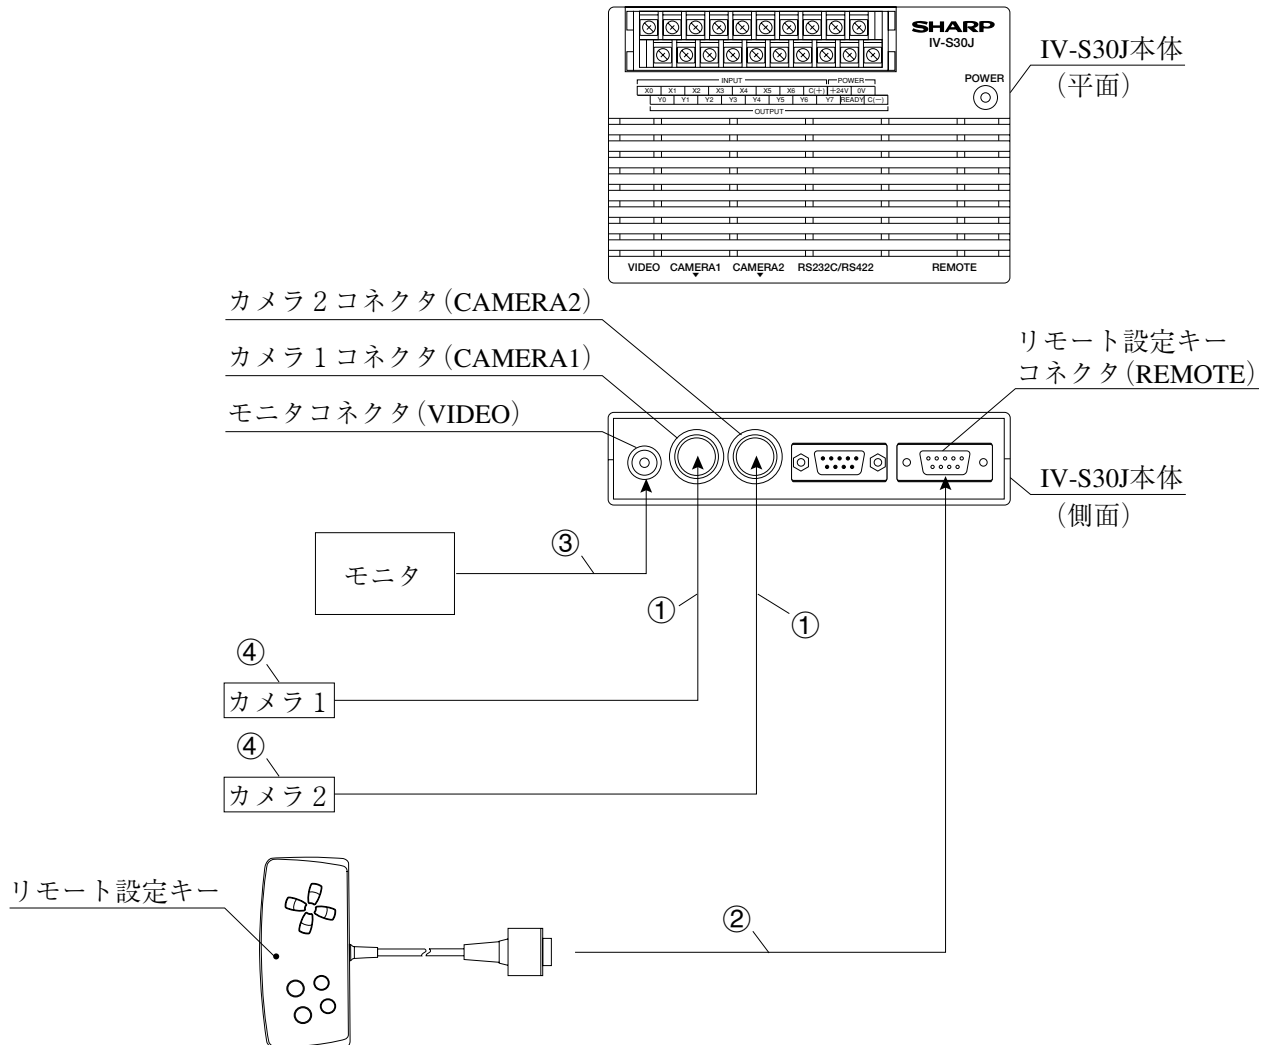 SHARP
IV-S30J
POWER
IV-S30J本体
（平面）
INPUT
POWER
X0 X1 X2 X3 X4 X5 X6 C(＋) ＋24V 0V
Y0 Y1 Y2 Y3 Y4 Y5 Y6 Y7 READY C(－)
OUTPUT
VIDEO CAMERA1 CAMERA2 RS232C/RS422 REMOTE
カメラ２コネクタ(CAMERA2)
カメラ１コネクタ(CAMERA1)
モニタコネクタ(VIDEO)
リモート設定キー
コネクタ(REMOTE)
IV-S30J本体
（側面）
モニタ
③
①
①
④
カメラ１
④
カメラ２
リモート設定キー
②